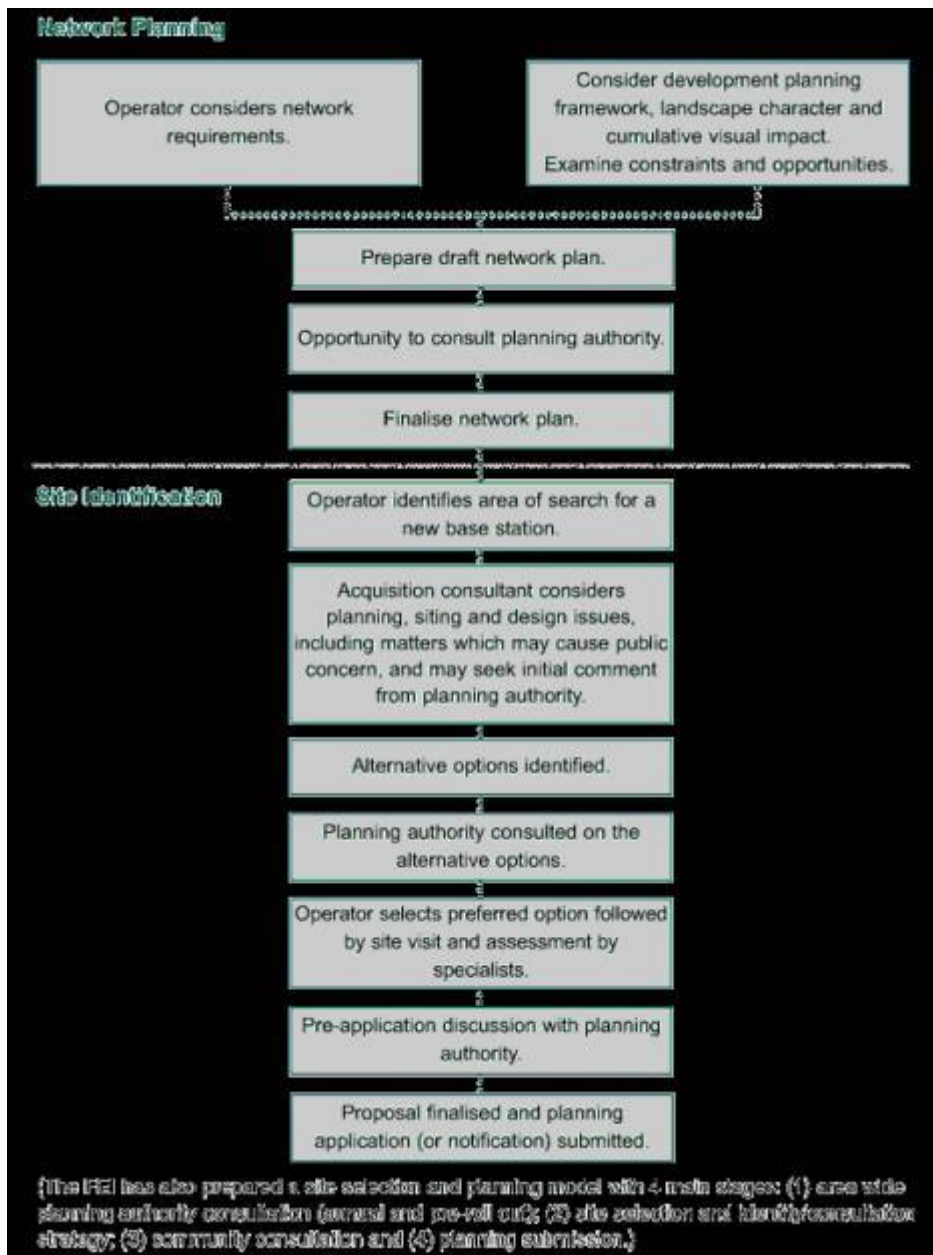 Network Planning
Operator considers network
requirements.
Consider development planning
framework, landscape character and
cumulative visual impact.
Examine constraints and opportunities.
Prepare draft network plan.
Opportunity to consult planning authority.
Finalise network plan.
Site Identification
Operator identifies area of search for a
new base station.
Acquisition consultant considers
planning, siting and design issues,
including matters which may cause public
concern, and may seek initial comment
from planning authority.
Alternative options identified.
Planning authority consulted on the
alternative options.
Operator selects preferred option followed
by site visit and assessment by
specialists.
Pre-application discussion with planning
authority.
Proposal finalised and planning
application (or notification) submitted.
(The FEI has also prepared a site selection and planning model with 4 main stages: (1) area wide
planning authority consultation (annual and pre-roll out); (2) site selection and identify/consultation
strategy; (3) community consultation and (4) planning submission.)